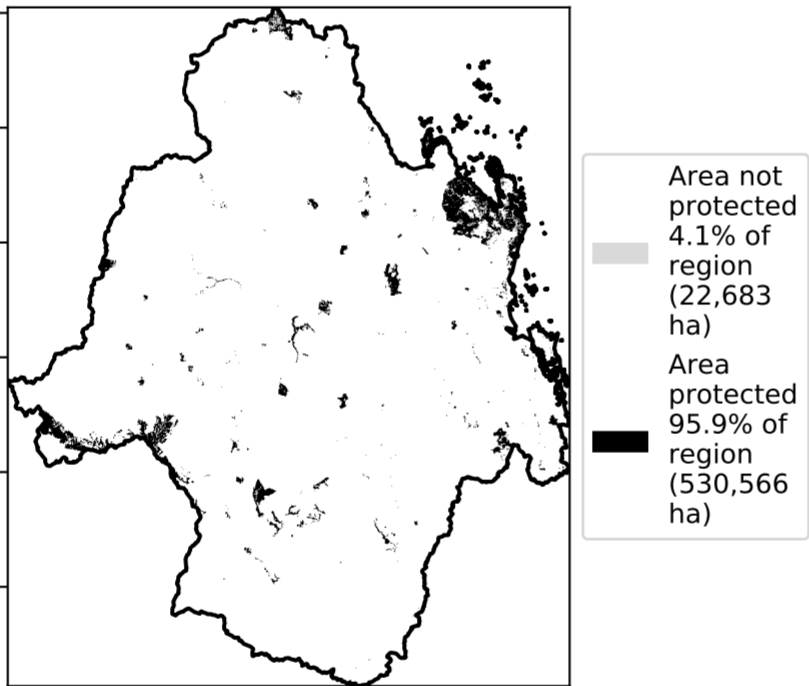 Area not
protected
4.1% of
region
(22,683
ha)
Area
protected
95.9% of
region
(530,566
ha)